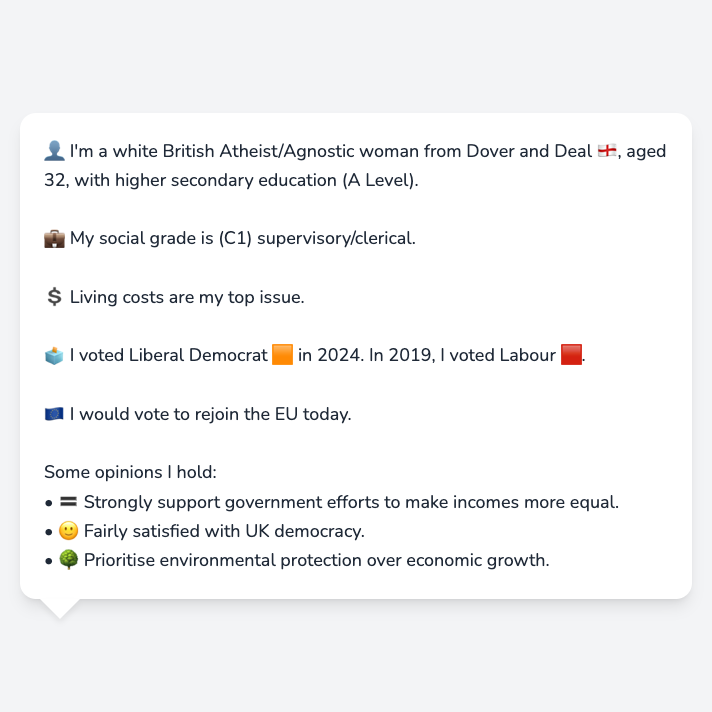 👤 I'm a white British Atheist/Agnostic woman from Dover and Deal 🏴󠁧󠁢󠁥󠁮󠁧󠁿, aged
32, with higher secondary education (A Level).
💼 My social grade is (C1) supervisory/clerical.
💲 Living costs are my top issue.
🗳️ I voted Liberal Democrat 🟧 in 2024. In 2019, I voted Labour 🟥.
🇪🇺 I would vote to rejoin the EU today.
Some opinions I hold:
• 🟰 Strongly support government efforts to make incomes more equal.
• 🙂 Fairly satisfied with UK democracy.
• 🌳 Prioritise environmental protection over economic growth.